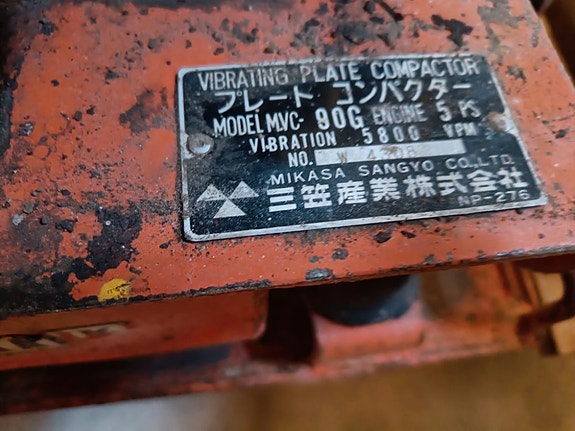 VIBRATING PLATE COMPACTOR
プレート コンパクター
MODEL MVC- 90G ENGINE 5 PS
VIBRATION 5800 VPM
NO. W 4308
MIKASA SANGYO CO., LTD.
三笠産業株式会社
NP-276